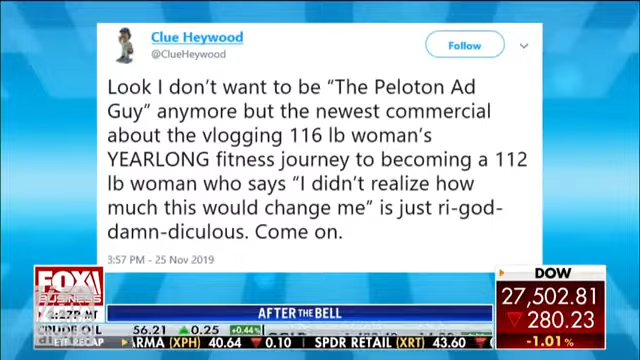 Clue Heywood
@ClueHeywood
Follow
Look I don't want to be "The Peloton Ad
Guy" anymore but the newest commercial
about the vlogging 116 lb woman's
YEARLONG fitness journey to becoming a 112
lb woman who says "I didn't realize how
much this would change me" is just ri-god-
damn-diculous. Come on.
3:57 PM - 25 Nov 2019
FOX
BUSINESS
AFTER THE BELL
DOW
27,502.81
▼ 280.23
-1.01%
CRUDE OIL 56.21 ▲ 0.25 +0.44%
ETF RECAP ARMA (XPH) 40.64 ▼ 0.10 SPDR RETAIL (XRT) 43.60